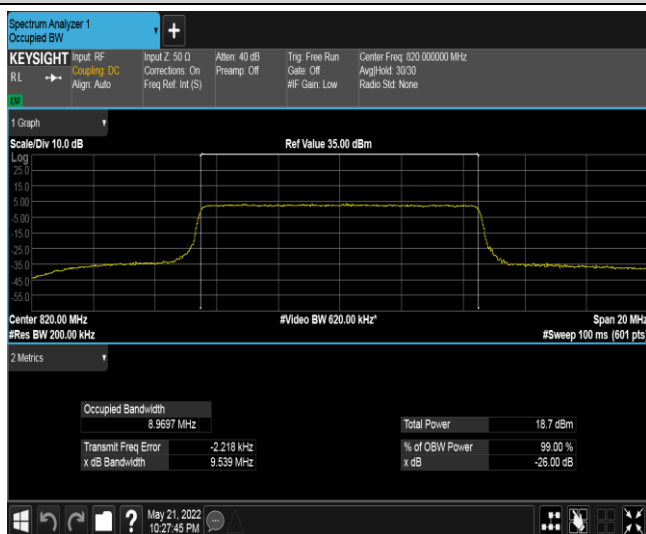 Spectrum Analyzer 1
Occupied BW
KEYSIGHT
RL
Input: RF
Coupling: DC
Align: Auto
Input Z: 50 Ω
Corrections: On
Freq Ref: Int (S)
Atten: 40 dB
Preamp: Off
Trig: Free Run
Gate: Off
#IF Gain: Low
Center Freq: 820.000000 MHz
Avg|Hold: 30/30
Radio Std: None
1 Graph
Scale/Div 10.0 dB
Ref Value 35.00 dBm
Log
25.0
15.0
5.00
-5.00
-15.0
-25.0
-35.0
-45.0
-55.0
Center 820.00 MHz
#Video BW 620.00 kHz*
Span 20 MHz
#Res BW 200.00 kHz
#Sweep 100 ms (601 pts)
2 Metrics
Occupied Bandwidth
8.9697 MHz
Total Power 18.7 dBm
Transmit Freq Error -2.218 kHz
% of OBW Power 99.00 %
x dB Bandwidth 9.539 MHz
x dB -26.00 dB
?
May 21, 2022
10:27:45 PM